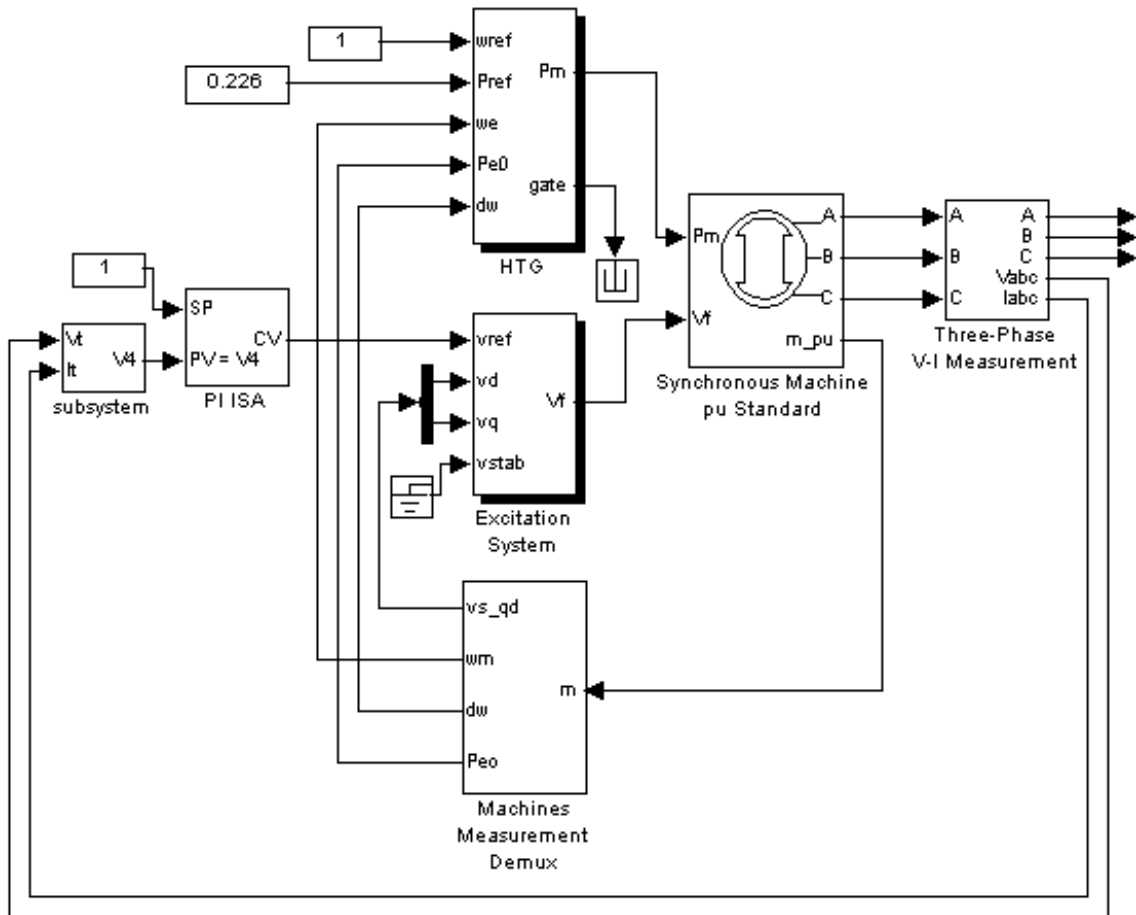 1
wref
0.226
Pref
Pm
we
Pe0
gate
dw
HTG
1
SP
CV
PV = V4
PI ISA
Vt
V4
It
subsystem
vref
vd
Vf
vq
vstab
Excitation
System
Pm
A
B
C
Vf
m_pu
Synchronous Machine
pu Standard
A
A
B
B
C
Vabc
C
Iabc
Three-Phase
V-I Measurement
vs_qd
wm
m
dw
Peo
Machines
Measurement
Demux